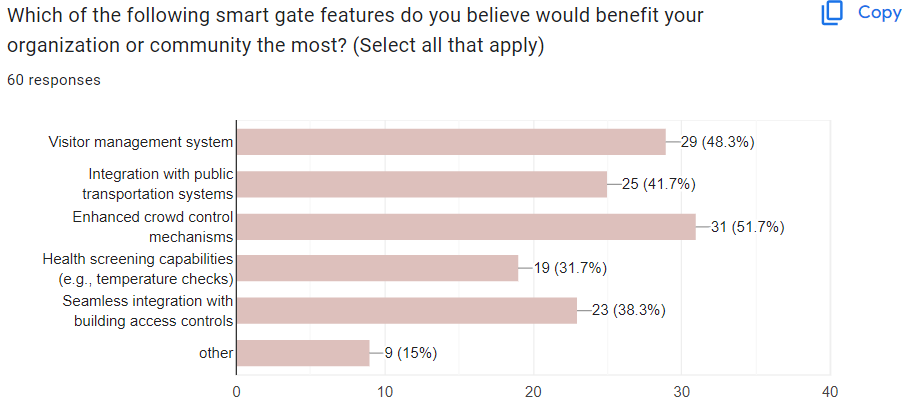 Which of the following smart gate features do you believe would benefit your
Copy
organization or community the most? (Select all that apply)
60 responses
Visitor management system
29 (48.3%)
Integration with public
transportation systems
25 (41.7%)
Enhanced crowd control
mechanisms
31 (51.7%)
Health screening capabilities
(e.g., temperature checks)
19 (31.7%)
Seamless integration with
building access controls
23 (38.3%)
other
9 (15%)
0 10 20 30 40